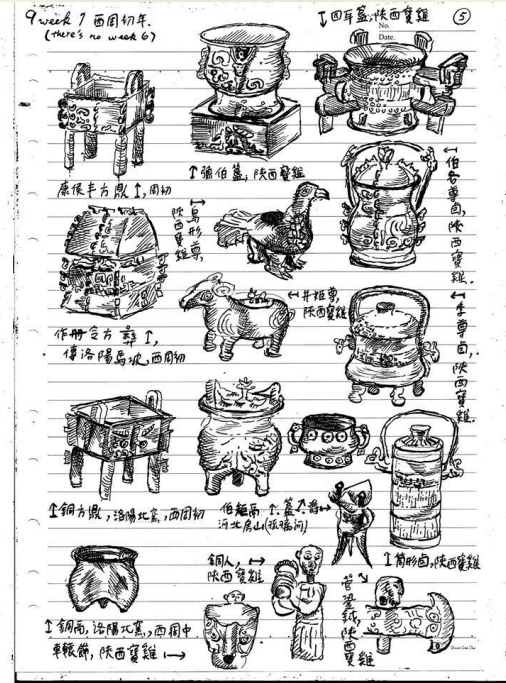 9 week 7 西周初年.
(there's no week 6)
↓四耳簋,陝西寶雞
No.
Date.
5
康侯丰方鼎↑,周初
↑強伯簋,陝西寶雞
←伯各尊卣,陝西寶雞.
鳥形尊,
陝西寶雞
←井姬尊,
陝西寶雞
作冊令方彝↑,
傳洛陽馬坡,西周初
陝西寶雞.
↑銅方鼎,洛陽北窯,西周初
伯矩鬲↑.簋↗
河北房山(琉璃河)
↑筒形卣,陝西寶雞
銅人,
陝西寶雞
↑銅鬲,洛陽北窯,西周中
車轅飾,陝西寶雞→
陝西寶雞